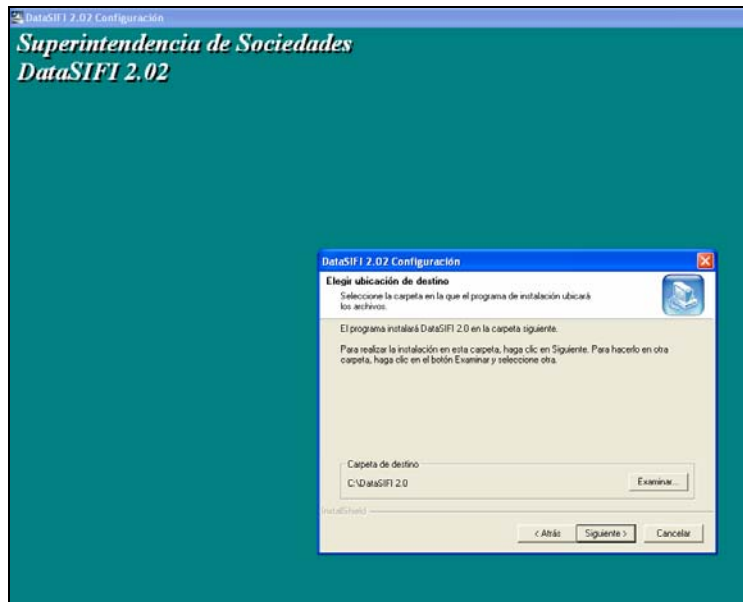 DataSIFI 2.02 Configuración
Superintendencia de Sociedades
DataSIFI 2.02
DataSIFI 2.02 Configuración
Elegir ubicación de destino
Seleccione la carpeta en la que el programa de instalación ubicará
los archivos.
El programa instalará DataSIFI 2.0 en la carpeta siguiente.
Para realizar la instalación en esta carpeta, haga clic en Siguiente. Para hacerlo en otra
carpeta, haga clic en el botón Examinar y seleccione otra.
Carpeta de destino
C:\DataSIFI 2.0
Examinar...
InstallShield
< Atrás
Siguiente >
Cancelar